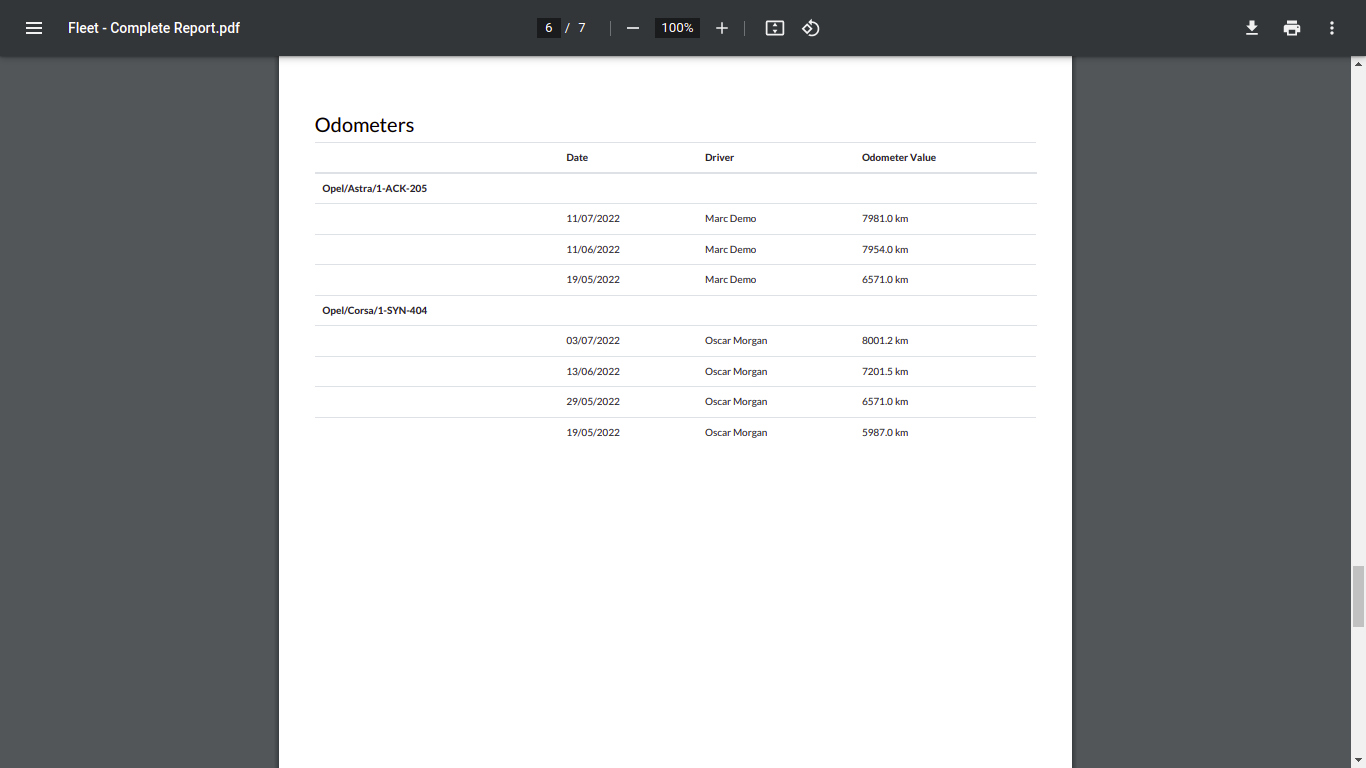 Fleet - Complete Report.pdf 6 / 7 100%
Odometers
Date Driver Odometer Value
Opel/Astra/1-ACK-205
11/07/2022 Marc Demo 7981.0 km
11/06/2022 Marc Demo 7954.0 km
19/05/2022 Marc Demo 6571.0 km
Opel/Corsa/1-SYN-404
03/07/2022 Oscar Morgan 8001.2 km
13/06/2022 Oscar Morgan 7201.5 km
29/05/2022 Oscar Morgan 6571.0 km
19/05/2022 Oscar Morgan 5987.0 km